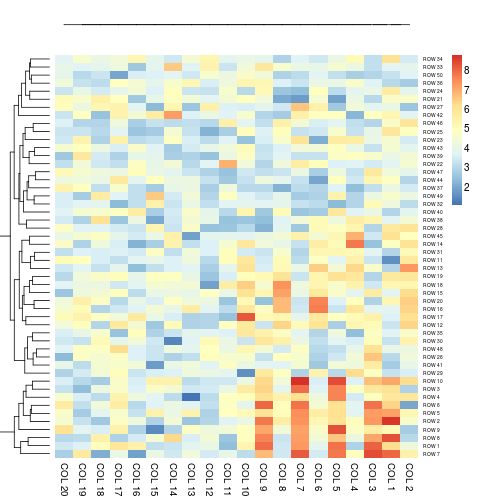 ROW 34
ROW 33
ROW 50
ROW 36
ROW 24
ROW 21
ROW 27
ROW 42
ROW 46
ROW 25
ROW 23
ROW 43
ROW 39
ROW 22
ROW 47
ROW 44
ROW 37
ROW 49
ROW 32
ROW 40
ROW 38
ROW 28
ROW 45
ROW 14
ROW 31
ROW 11
ROW 13
ROW 19
ROW 18
ROW 15
ROW 20
ROW 16
ROW 17
ROW 12
ROW 35
ROW 30
ROW 48
ROW 26
ROW 41
ROW 29
ROW 10
ROW 3
ROW 4
ROW 6
ROW 5
ROW 2
ROW 9
ROW 8
ROW 1
ROW 7
8
7
6
5
4
3
2
COL 20
COL 19
COL 18
COL 17
COL 16
COL 15
COL 14
COL 13
COL 12
COL 11
COL 10
COL 9
COL 8
COL 7
COL 6
COL 5
COL 4
COL 3
COL 1
COL 2